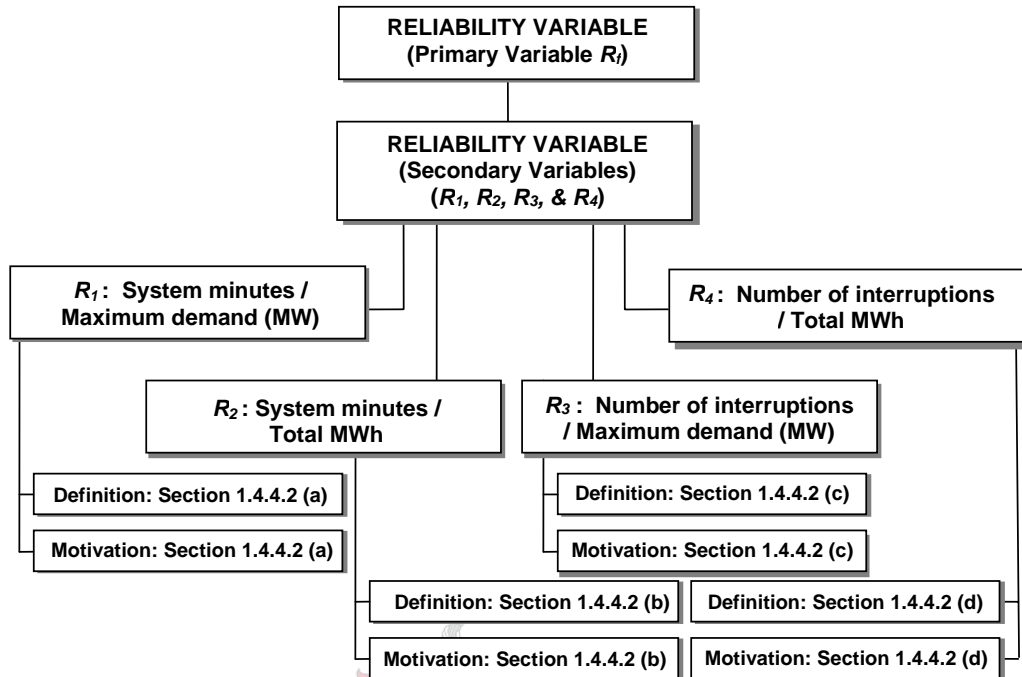 RELIABILITY VARIABLE
(Primary Variable Rf)
RELIABILITY VARIABLE
(Secondary Variables)
(R1, R2, R3, & R4)
R1 : System minutes /
Maximum demand (MW)
R4 : Number of interruptions
/ Total MWh
R2 : System minutes /
Total MWh
R3 : Number of interruptions
/ Maximum demand (MW)
Definition: Section 1.4.4.2 (a)
Motivation: Section 1.4.4.2 (a)
Definition: Section 1.4.4.2 (c)
Motivation: Section 1.4.4.2 (c)
Definition: Section 1.4.4.2 (b)
Motivation: Section 1.4.4.2 (b)
Definition: Section 1.4.4.2 (d)
Motivation: Section 1.4.4.2 (d)